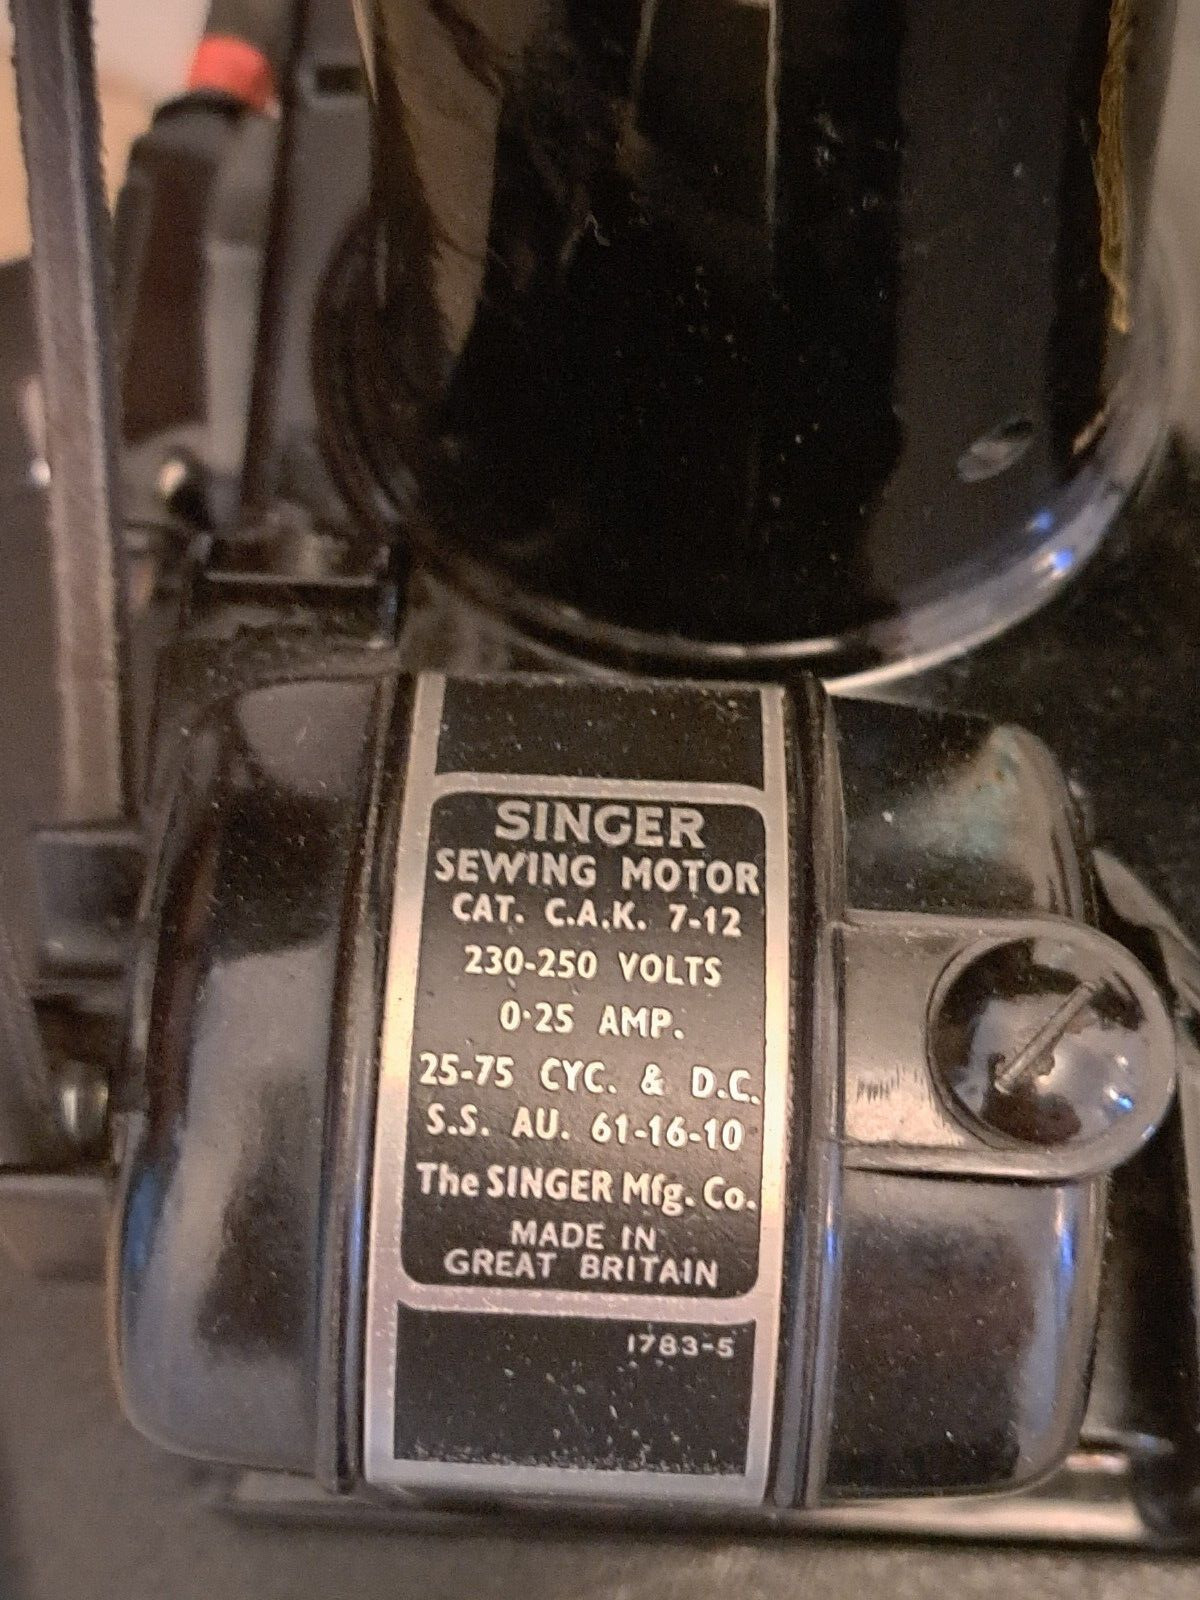 SINGER
SEWING MOTOR
CAT. C.A.K. 7-12
230-250 VOLTS
0·25 AMP.
25-75 CYC. & D.C.
S.S. AU. 61-16-10
The SINGER Mfg. Co.
MADE IN
GREAT BRITAIN
1783-5